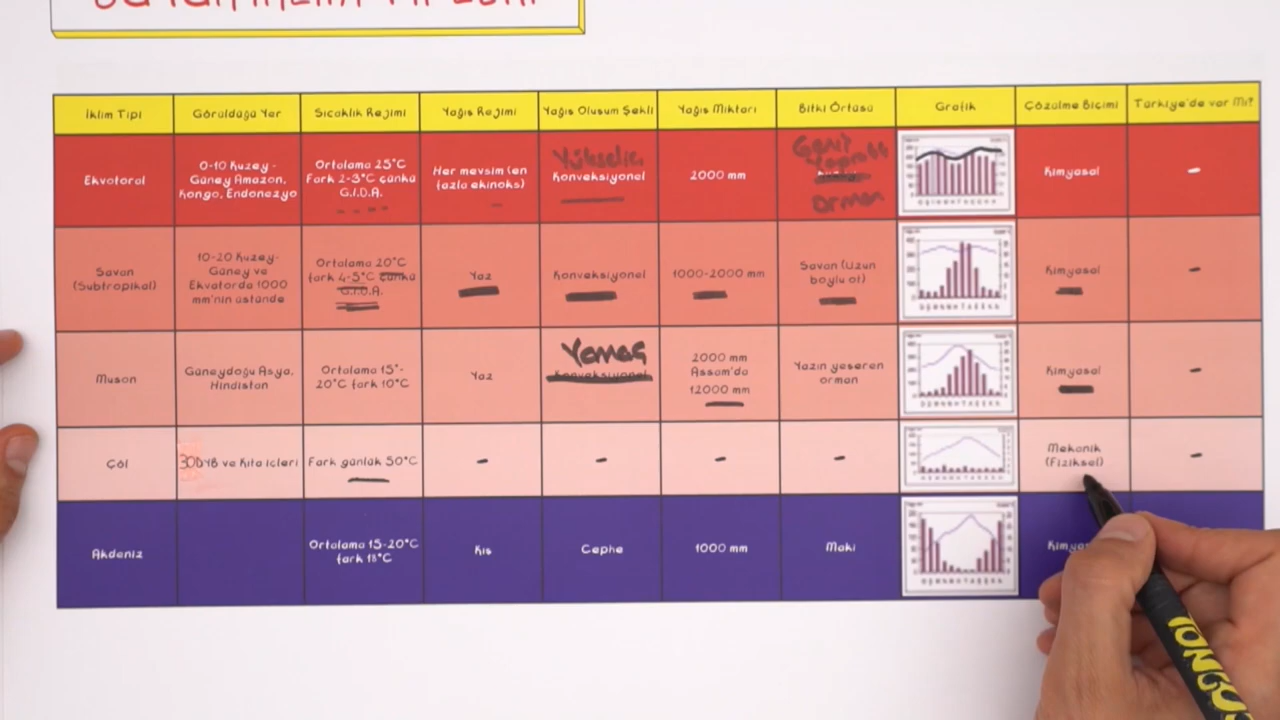 İklim Tipi
Görüldüğü Yer
Sıcaklık Rejimi
Yağış Rejimi
Yağış Oluşum Şekli
Yağış Miktarı
Bitki Örtüsü
Grafik
Çözülme Biçimi
Türkiye'de var Mı?
Ekvatoral
0-10 Kuzey-
Güney Amazon,
Kongo, Endonezya
Ortalama 25°C
Fark 2-3°C çünkü
G.I.D.A.
Her mevsim (en
fazla ekinoks)
Yükselici
Konveksiyonel
2000 mm
Geniş
Yapraklı
Orman
Kimyasal
-
Savan
(Subtropikal)
10-20 Kuzey-
Güney ve
Ekvatorda 1000
mm'nin üstünde
Ortalama 20°C
fark 4-5°C çünkü
G.I.D.A.
Yaz
Konveksiyonel
1000-2000 mm
Savan (Uzun
boylu ot)
Kimyasal
-
Muson
Güneydoğu Asya,
Hindistan
Ortalama 15°-
20°C fark 10°C
Yaz
Yamaç
Konveksiyonel
2000 mm
Assam'da
12000 mm
Yazın yeşeren
orman
Kimyasal
-
Çöl
30DYB ve Kıta içleri
Fark günlük 50°C
-
-
-
-
Mekanik
(Fiziksel)
-
Akdeniz
Ortalama 15-20°C
fark 18°C
Kış
Cephe
1000 mm
Maki
TONGUÇ